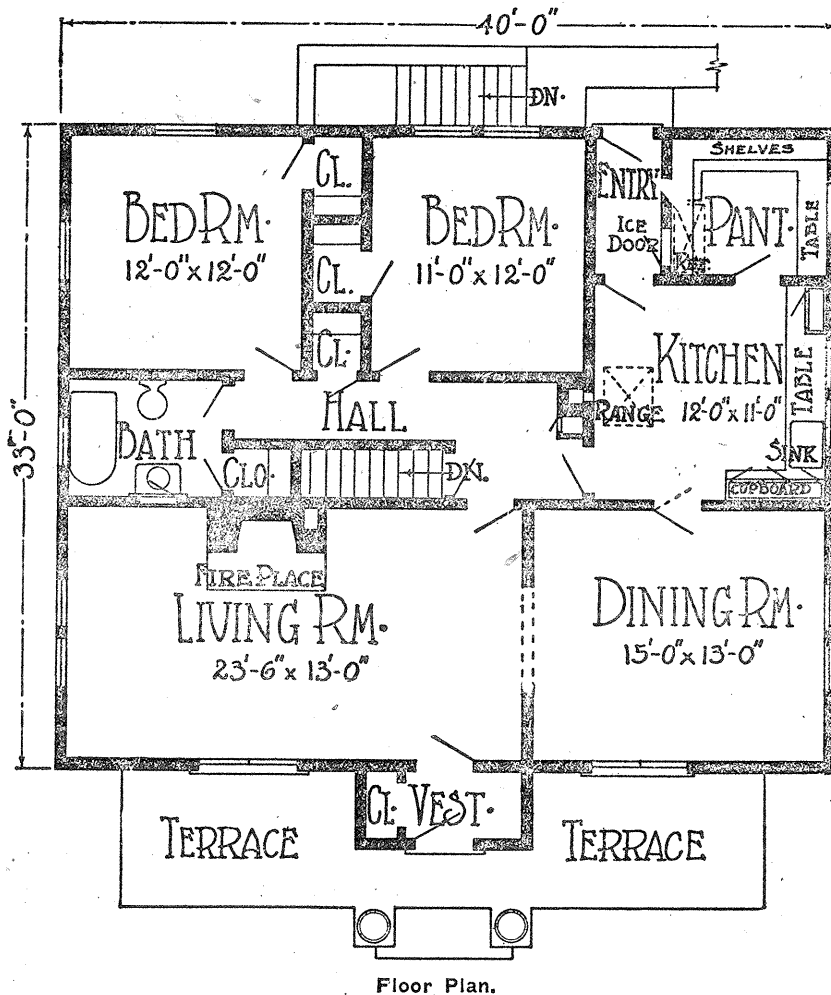 40'-0"
DN.
CL.
SHELVES
ENTRY
BED RM.
12'-0" x 12'-0"
BED RM.
11'-0" x 12'-0"
ICE
DOOR
PANT.
TABLE
REF.
CL.
CL.
KITCHEN
12'-0" x 11'-0"
RANGE
TABLE
33'-0"
HALL
BATH
CLO.
DN.
SINK
CUPBOARD
FIRE PLACE
LIVING RM.
23'-6" x 13'-0"
DINING RM.
15'-0" x 13'-0"
CL.
VEST.
TERRACE
TERRACE
Floor Plan.